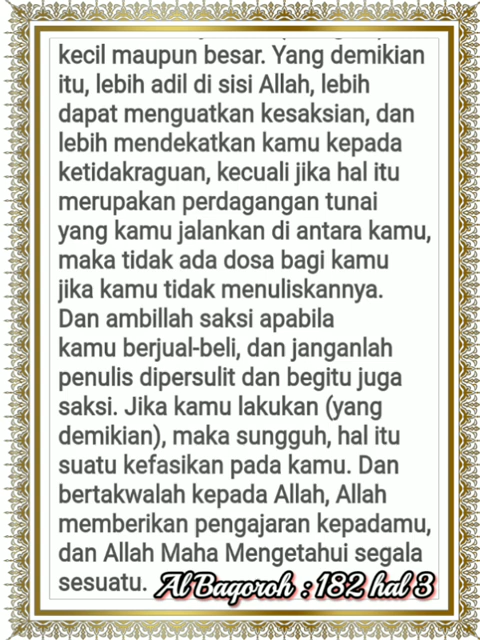 kecil maupun besar. Yang demikian
itu, lebih adil di sisi Allah, lebih
dapat menguatkan kesaksian, dan
lebih mendekatkan kamu kepada
ketidakraguan, kecuali jika hal itu
merupakan perdagangan tunai
yang kamu jalankan di antara kamu,
maka tidak ada dosa bagi kamu
jika kamu tidak menuliskannya.
Dan ambillah saksi apabila
kamu berjual-beli, dan janganlah
penulis dipersulit dan begitu juga
saksi. Jika kamu lakukan (yang
demikian), maka sungguh, hal itu
suatu kefasikan pada kamu. Dan
bertakwalah kepada Allah, Allah
memberikan pengajaran kepadamu,
dan Allah Maha Mengetahui segala
sesuatu. Al Baqoroh : 182 hal 3